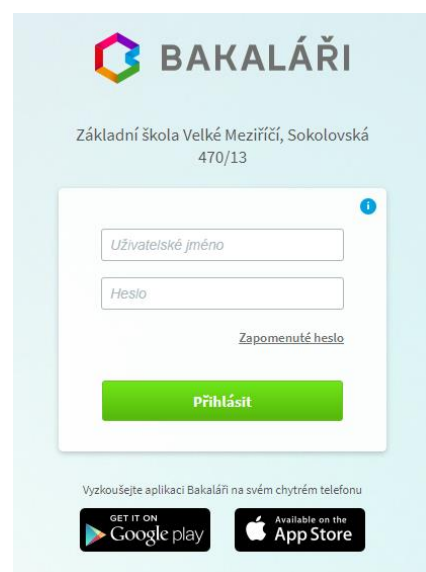 BAKALÁŘI
Základní škola Velké Meziříčí, Sokolovská
470/13
i
Uživatelské jméno
Heslo
Zapomenuté heslo
Přihlásit
Vyzkoušejte aplikaci Bakaláři na svém chytrém telefonu
GET IT ON
Google play
Available on the
App Store